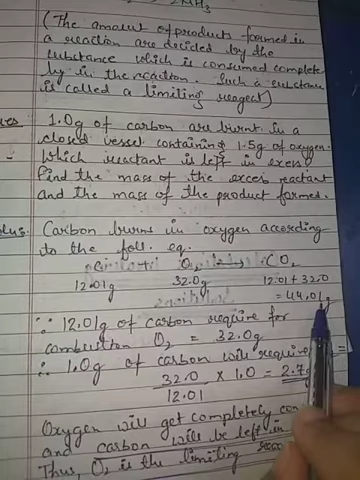 2NH3
(The amount of products formed in
a reaction are decided by the
substance which is consumed complete
by in the reaction. Such a substance
is called a limiting reagent)
1.0g of carbon are burnt in a
closed vessel containing 1.5g of oxygen.
Which reactant is left in excess
Find the mass of the excess reactant
and the mass of the product formed.
Carbon burns in oxygen according
to the foll. eq.
O2 → CO2
12.01g 32.0g 12.01 + 32.0
= 44.01g
∵ 12.01g of carbon require for
combustion O2 = 32.0g
∴ 1.0g of carbon will require
32.0 / 12.01 × 1.0 = 2.7g
Oxygen will get completely
and carbon will be left in
Thus, O2 is the limiting